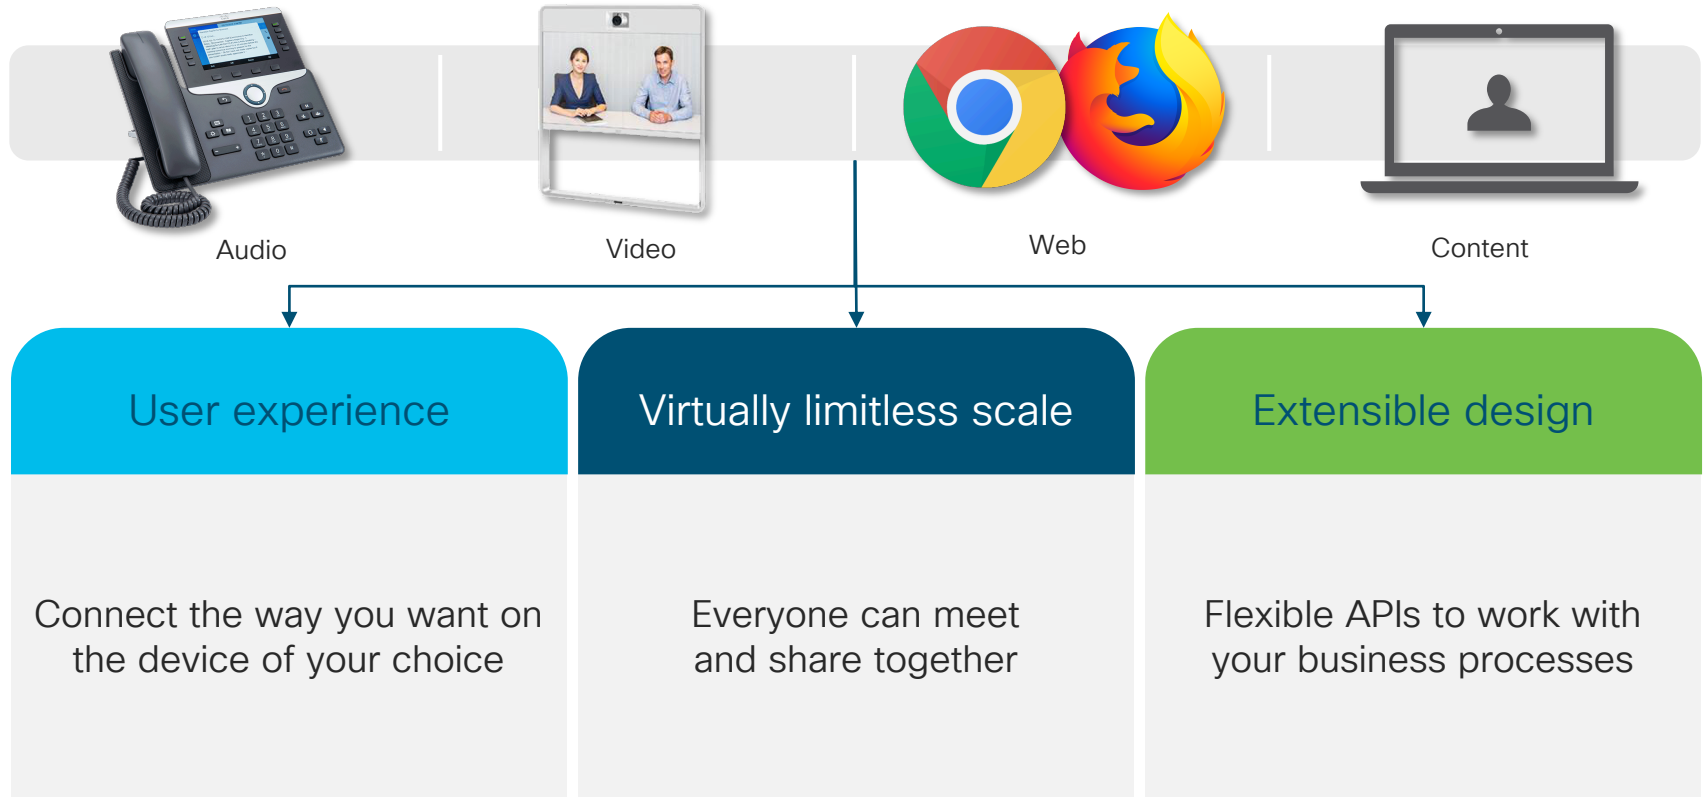 Audio
Video
Web
Content
User experience
Virtually limitless scale
Extensible design
Connect the way you want on
the device of your choice
Everyone can meet
and share together
Flexible APIs to work with
your business processes